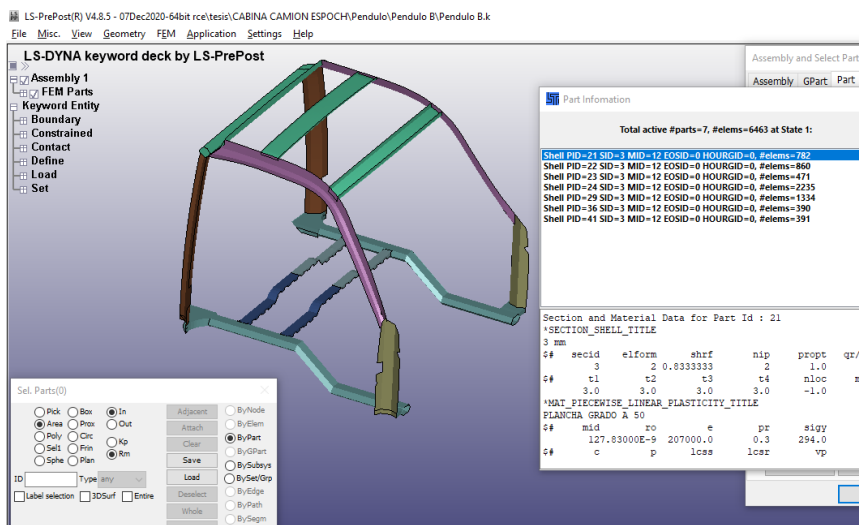 LS-PrePost(R) V4.8.5 - 07Dec2020-64bit rce/tesis\CABINA CAMION ESPOCH\Pendulo\Pendulo B\Pendulo B.k
File Misc. View Geometry FEM Application Settings Help
LS-DYNA keyword deck by LS-PrePost
Assembly 1
FEM Parts
Keyword Entity
Boundary
Constrained
Contact
Define
Load
Set
Assembly and Select Part
Assembly GPart Part
Part Infomation
Total active #parts=7, #elems=6463 at State 1:
Shell PID=21 SID=3 MID=12 EOSID=0 HOURGID=0, #elems=782
Shell PID=22 SID=3 MID=12 EOSID=0 HOURGID=0, #elems=860
Shell PID=23 SID=3 MID=12 EOSID=0 HOURGID=0, #elems=471
Shell PID=24 SID=3 MID=12 EOSID=0 HOURGID=0, #elems=2235
Shell PID=29 SID=3 MID=12 EOSID=0 HOURGID=0, #elems=1334
Shell PID=36 SID=3 MID=12 EOSID=0 HOURGID=0, #elems=390
Shell PID=41 SID=3 MID=12 EOSID=0 HOURGID=0, #elems=391
Section and Material Data for Part Id : 21
*SECTION_SHELL_TITLE
3 mm
$# secid elform shrf nip propt qr/
3 2 0.8333333 2 1.0
$# t1 t2 t3 t4 nloc m
3.0 3.0 3.0 3.0 -1.0
*MAT_PIECEWISE_LINEAR_PLASTICITY_TITLE
PLANCHA GRADO A 50
$# mid ro e pr sigy
127.83000E-9 207000.0 0.3 294.0
$# c p lcss lcsr vp
Sel. Parts(0)
Pick Box In Adjacent ByNode
Area Prox Out Attach ByElem
Poly Circ Kp Clear ByPart
Sel1 Frin Rm Save ByGPart
Sphe Plan BySubsys
ID Type any Load BySet/Grp
Label selection 3DSurf Entire Deselect ByEdge
Whole ByPath
BySegm